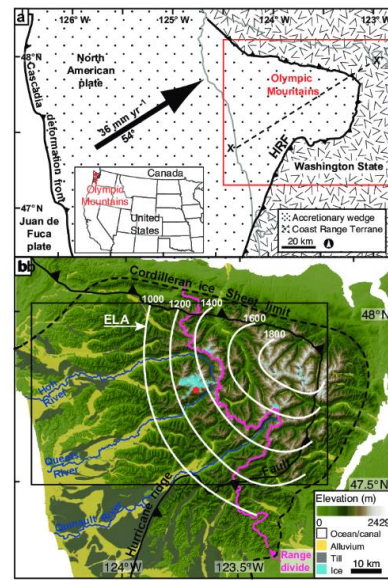 a
126°W
125°W
124°W
123°W
48°N
47°N
North
American
plate
Cascadia
deformation front
36 mm yr⁻¹
54°
Olympic
Mountains
X'
X
HRF
Washington State
Juan de
Fuca
plate
Canada
Olympic
Mountains
United
States
Accretionary wedge
Coast Range Terrane
20 km
b
Cordilleran Ice Sheet limit
1000
1200
1400
1600
1800
ELA
48°N
47.5°N
Hoh
River
Queets
River
Quinault River
Hurricane Ridge
Fault
Range
divide
124°W
123.5°W
Elevation (m)
0
2429
Ocean/canal
Alluvium
Till
Ice
10 km